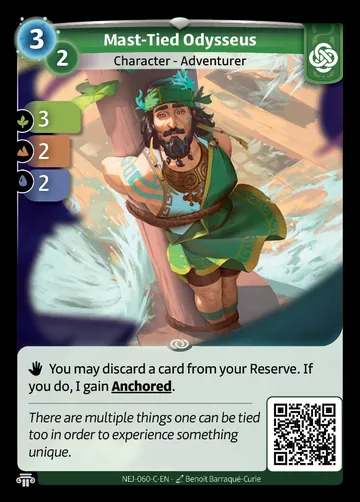 3
2
Mast-Tied Odysseus
Character - Adventurer
3
2
2
You may discard a card from your Reserve. If
you do, I gain Anchored.
There are multiple things one can be tied
too in order to experience something
unique.
NEJ-060-C-EN - Benoit Barraqué-Curie